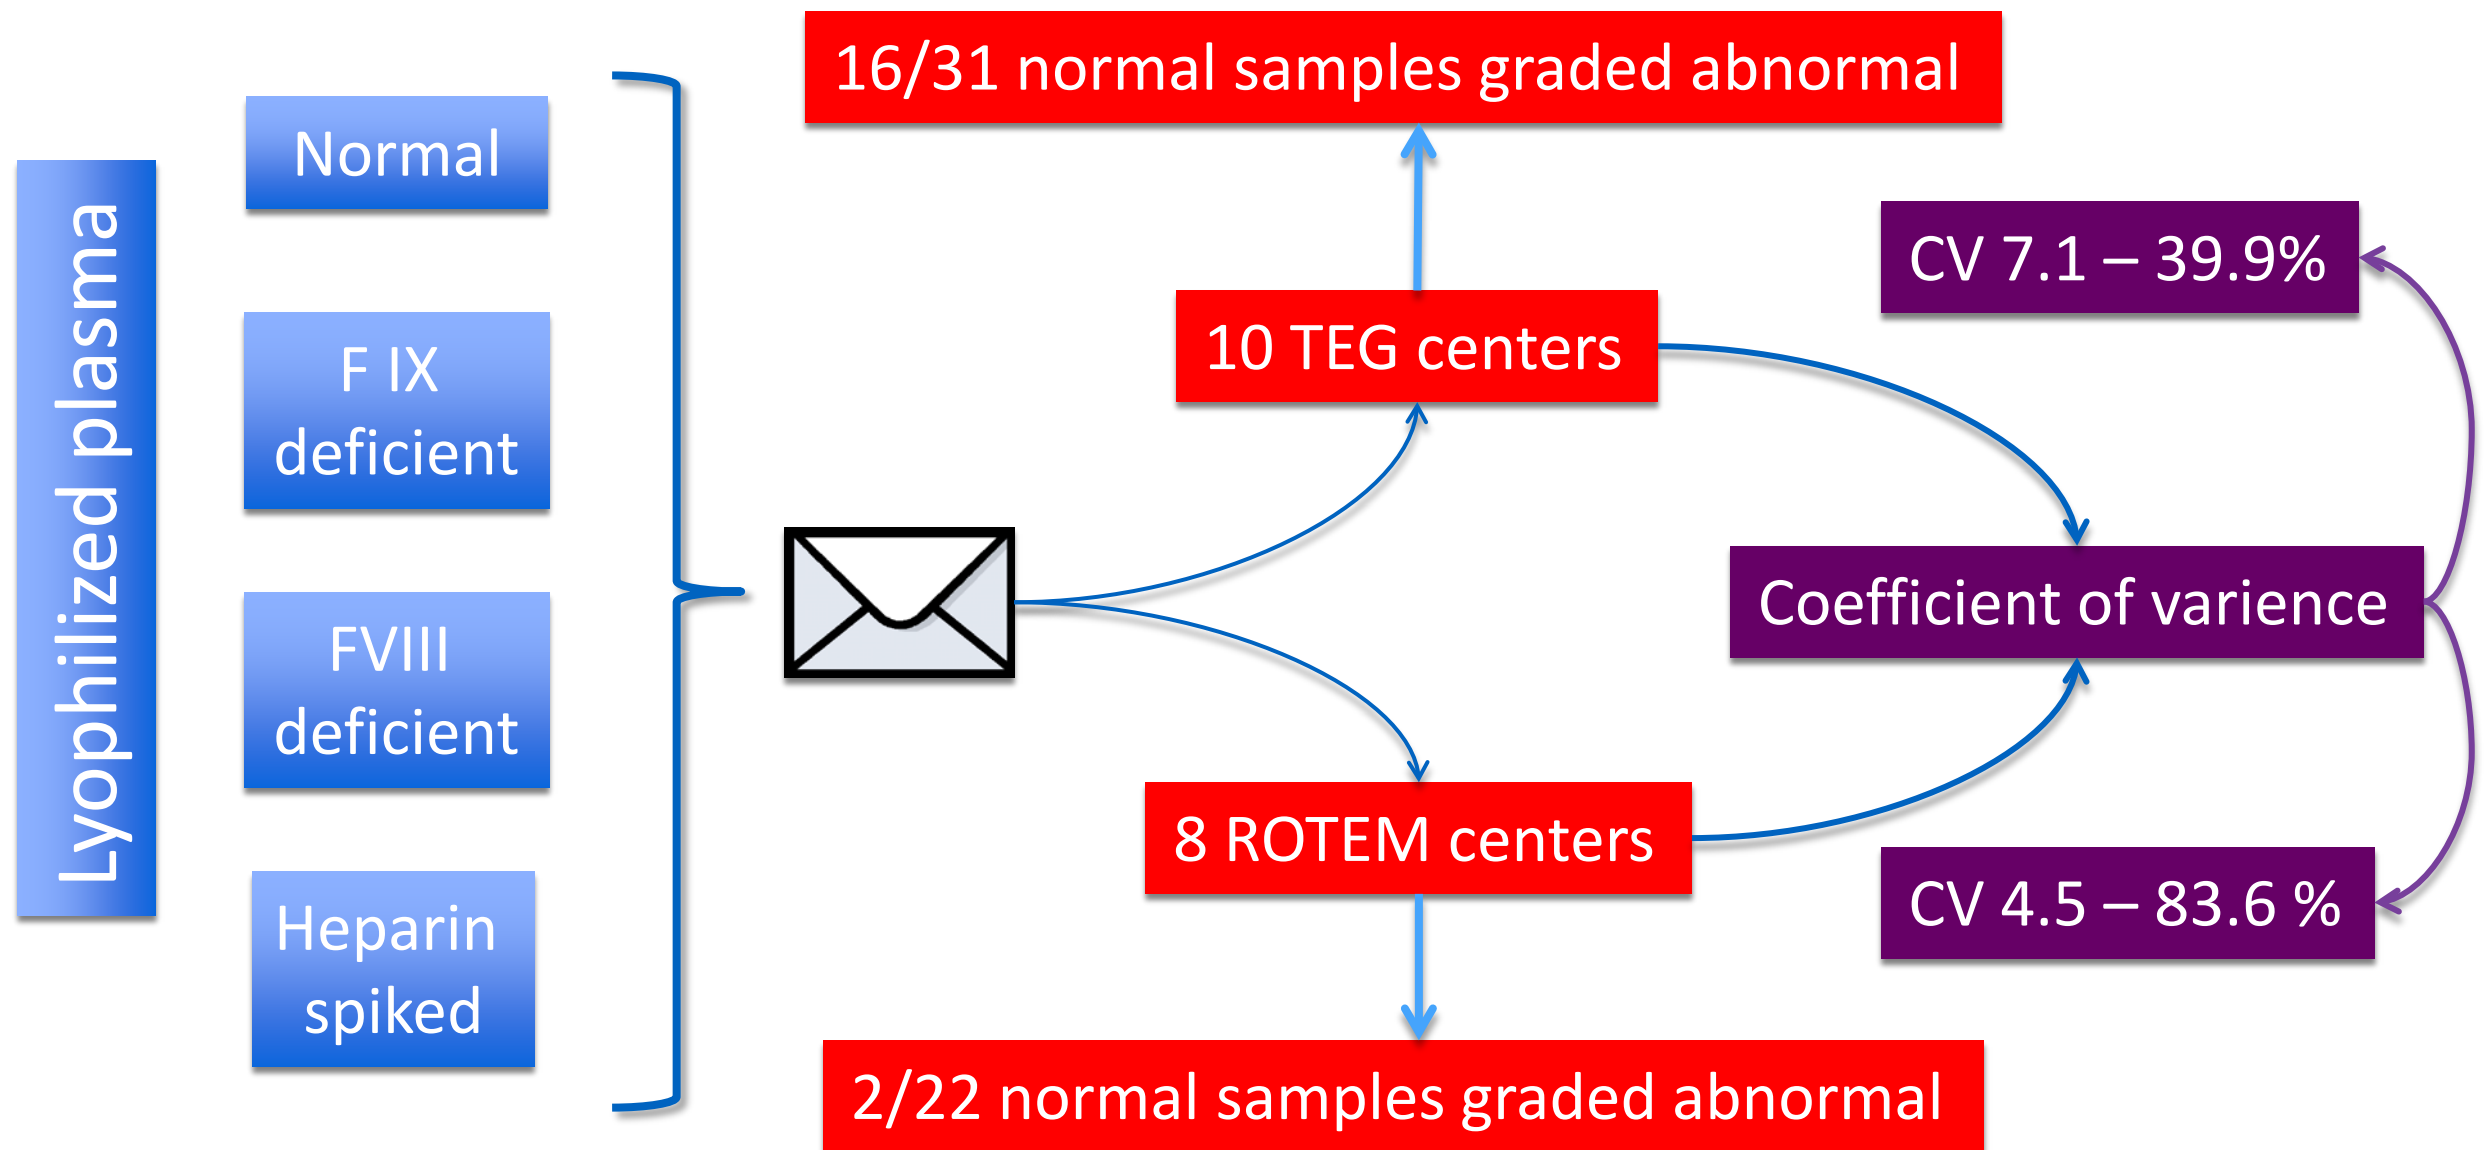 Lyophilized plasma
Normal
F IX
deficient
FVIII
deficient
Heparin
spiked
16/31 normal samples graded abnormal
10 TEG centers
8 ROTEM centers
2/22 normal samples graded abnormal
CV 7.1 – 39.9%
Coefficient of varience
CV 4.5 – 83.6 %